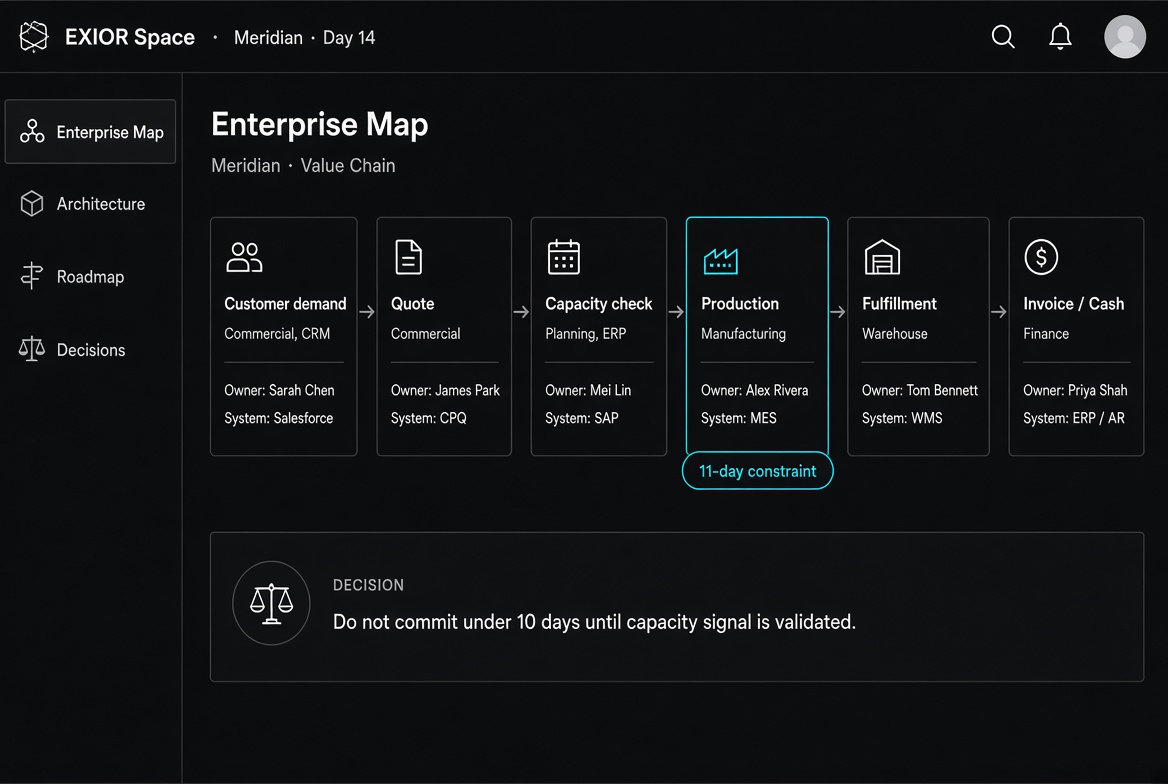 EXIOR Space · Meridian · Day 14
Enterprise Map
Architecture
Roadmap
Decisions
Enterprise Map
Meridian · Value Chain
Customer demand
Commercial, CRM
Owner: Sarah Chen
System: Salesforce
Quote
Commercial
Owner: James Park
System: CPQ
Capacity check
Planning, ERP
Owner: Mei Lin
System: SAP
Production
Manufacturing
Owner: Alex Rivera
System: MES
11-day constraint
Fulfillment
Warehouse
Owner: Tom Bennett
System: WMS
Invoice / Cash
Finance
Owner: Priya Shah
System: ERP / AR
DECISION
Do not commit under 10 days until capacity signal is validated.